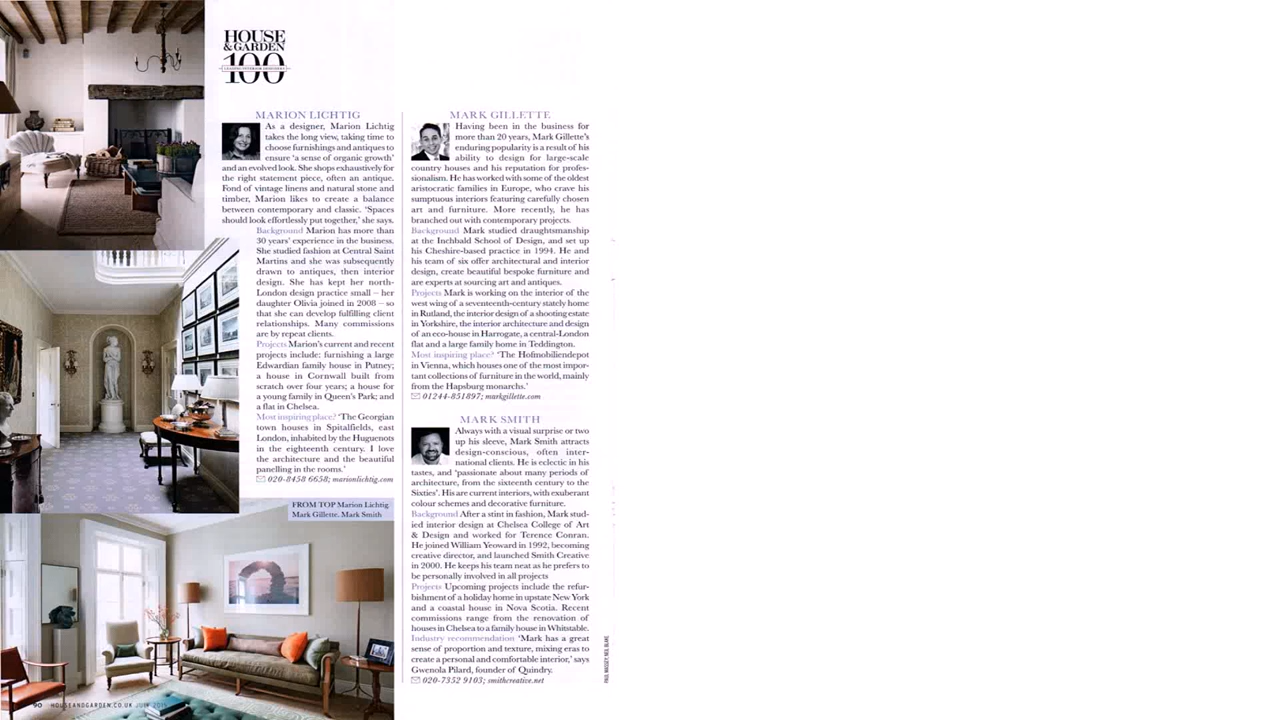 HOUSE
& GARDEN
100
LEADING INTERIOR DESIGNERS
MARION LICHTIG
As a designer, Marion Lichtig
takes the long view, taking time to
choose furnishings and antiques to
ensure ‘a sense of organic growth’
and an evolved look. She shops exhaustively for
the right statement piece, often an antique.
Fond of vintage linens and natural stone and
timber, Marion likes to create a balance
between contemporary and classic. ‘Spaces
should look effortlessly put together,’ she says.
Background Marion has more than
30 years’ experience in the business.
She studied fashion at Central Saint
Martins and she was subsequently
drawn to antiques, then interior
design. She has kept her north-
London design practice small – her
daughter Olivia joined in 2008 – so
that she can develop fulfilling client
relationships. Many commissions
are by repeat clients.
Projects Marion’s current and recent
projects include: furnishing a large
Edwardian family house in Putney;
a house in Cornwall built from
scratch over four years; a house for
a young family in Queen’s Park; and
a flat in Chelsea.
Most inspiring place? ‘The Georgian
town houses in Spitalfields, east
London, inhabited by the Huguenots
in the eighteenth century. I love
the architecture and the beautiful
panelling in the rooms.’
020-8458 6658; marionlichtig.com
FROM TOP Marion Lichtig.
Mark Gillette. Mark Smith
MARK GILLETTE
Having been in the business for
more than 20 years, Mark Gillette’s
enduring popularity is a result of his
ability to design for large-scale
country houses and his reputation for profes-
sionalism. He has worked with some of the oldest
aristocratic families in Europe, who crave his
sumptuous interiors featuring carefully chosen
art and furniture. More recently, he has
branched out with contemporary projects.
Background Mark studied draughtsmanship
at the Inchbald School of Design, and set up
his Cheshire-based practice in 1994. He and
his team of six offer architectural and interior
design, create beautiful bespoke furniture and
are experts at sourcing art and antiques.
Projects Mark is working on the interior of the
west wing of a seventeenth-century stately home
in Rutland, the interior design of a shooting estate
in Yorkshire, the interior architecture and design
of an eco-house in Harrogate, a central-London
flat and a large family home in Teddington.
Most inspiring place? ‘The Hofmobiliendepot
in Vienna, which houses one of the most impor-
tant collections of furniture in the world, mainly
from the Hapsburg monarchs.’
01244-851897; markgillette.com
MARK SMITH
Always with a visual surprise or two
up his sleeve, Mark Smith attracts
design-conscious, often inter-
national clients. He is eclectic in his
tastes, and ‘passionate about many periods of
architecture, from the sixteenth century to the
Sixties’. His are current interiors, with exuberant
colour schemes and decorative furniture.
Background After a stint in fashion, Mark stud-
ied interior design at Chelsea College of Art
& Design and worked for Terence Conran.
He joined William Yeoward in 1992, becoming
creative director, and launched Smith Creative
in 2000. He keeps his team neat as he prefers to
be personally involved in all projects
Projects Upcoming projects include the refur-
bishment of a holiday home in upstate New York
and a coastal house in Nova Scotia. Recent
commissions range from the renovation of
houses in Chelsea to a family house in Whitstable.
Industry recommendation ‘Mark has a great
sense of proportion and texture, mixing eras to
create a personal and comfortable interior,’ says
Gwenola Pilard, founder of Quindry.
020-7352 9103; smithcreative.net
PAUL MASSEY; NEIL BLAKE
90 HOUSEANDGARDEN.CO.UK